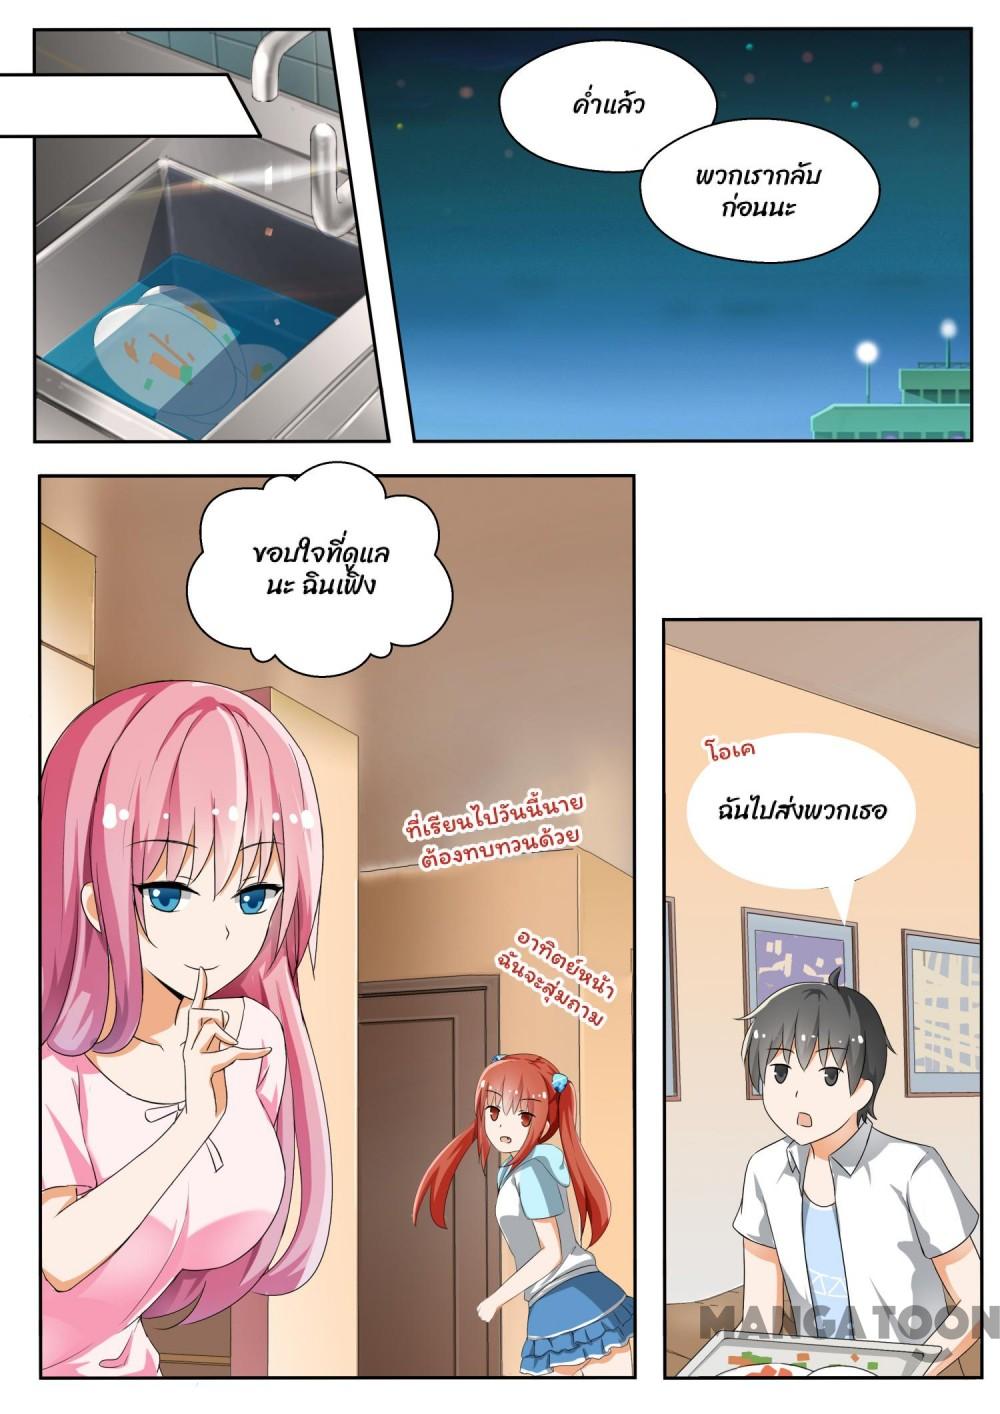 ค่ำแล้ว
พวกเรากลับ
ก่อนนะ
ขอบใจที่ดูแล
นะ ฉินเฟิง
ที่เรียนไปวันนี้นาย
ต้องทบทวนด้วย
อาทิตย์หน้า
ฉันจะสุ่มถาม
โอเค
ฉันไปส่งพวกเธอ
MANGATOON